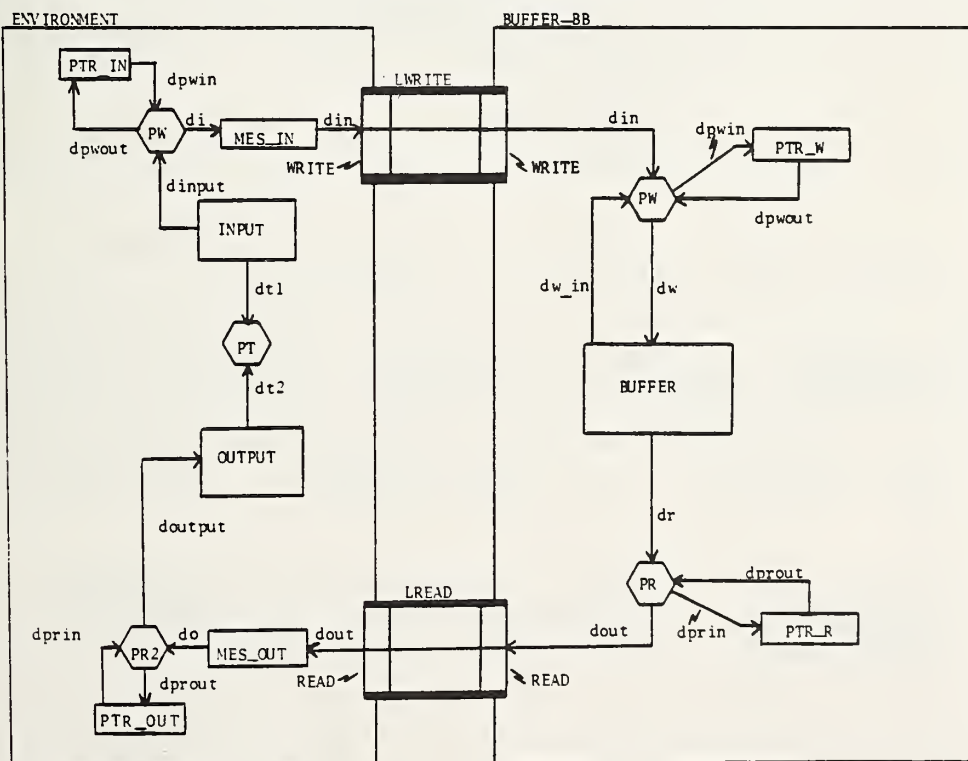 ENVIRONMENT
BUFFER-BB
PTR_IN
dpwin
LWRITE
PW
di
MES_IN
din
din
dpwin
PTR_W
dpwout
WRITE
WRITE
dinput
PW
dpwout
INPUT
dw_in
dw
dt1
PT
BUFFER
dt2
OUTPUT
doutput
dr
LREAD
PR
dprout
dprin
do
dout
dout
dprin
PTR_R
PR2
MES_OUT
dprout
READ
READ
PTR_OUT